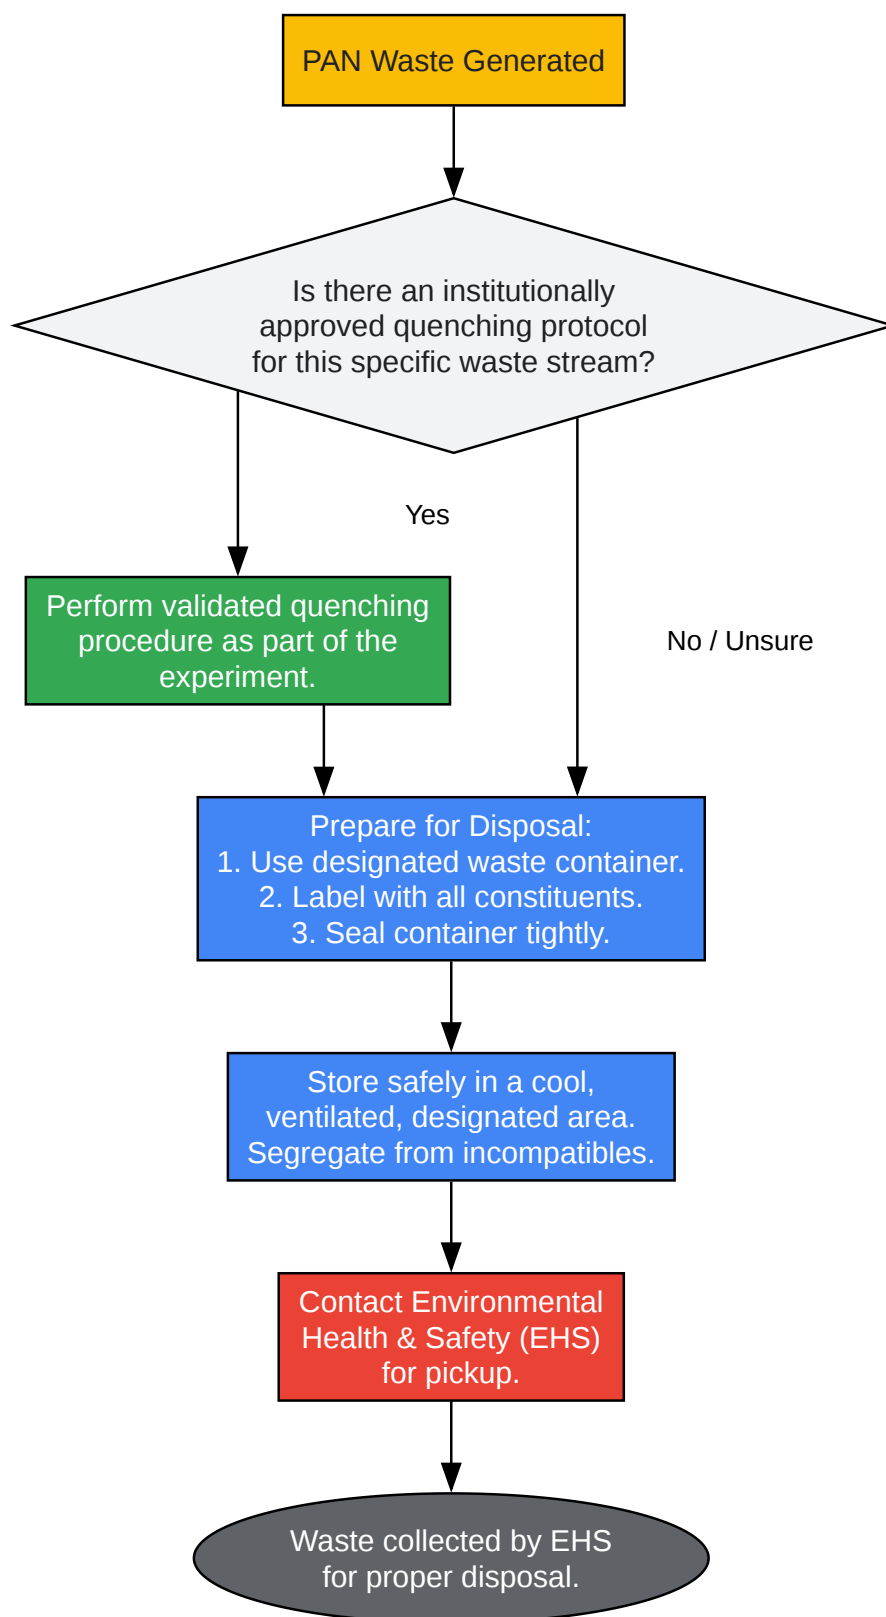 PAN Waste Generated
Is there an institutionally
approved quenching protocol
for this specific waste stream?
Yes
Perform validated quenching
procedure as part of the
experiment.
No / Unsure
Prepare for Disposal:
1. Use designated waste container.
2. Label with all constituents.
3. Seal container tightly.
Store safely in a cool,
ventilated, designated area.
Segregate from incompatibles.
Contact Environmental
Health & Safety (EHS)
for pickup.
Waste collected by EHS
for proper disposal.